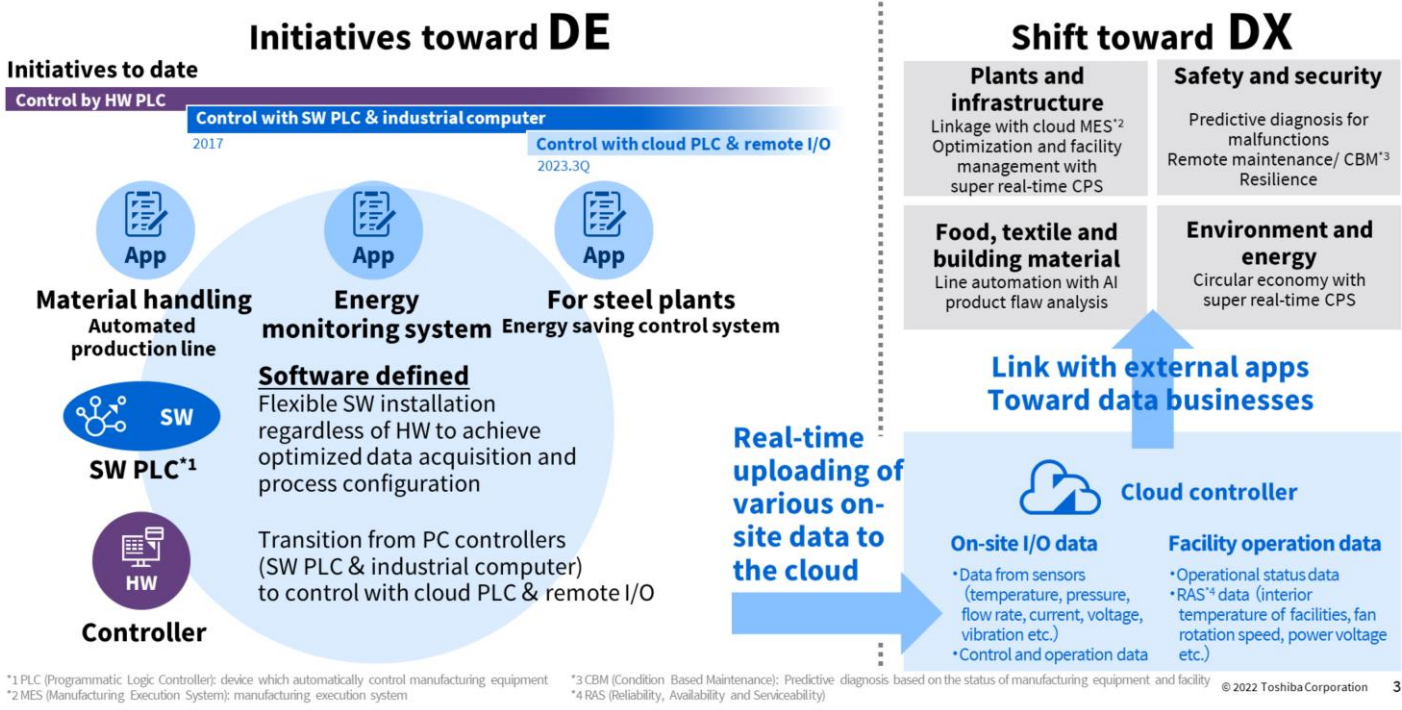 Initiatives toward DE
Initiatives to date
Control by HW PLC
Control with SW PLC & industrial computer
2017
Control with cloud PLC & remote I/O
2023.3Q
App
Material handling
Automated
production line
App
Energy
monitoring system
App
For steel plants
Energy saving control system
SW
SW PLC*1
Software defined
Flexible SW installation
regardless of HW to achieve
optimized data acquisition and
process configuration
HW
Controller
Transition from PC controllers
(SW PLC & industrial computer)
to control with cloud PLC & remote I/O
Real-time
uploading of
various on-
site data to
the cloud
Shift toward DX
Plants and
infrastructure
Linkage with cloud MES*2
Optimization and facility
management with
super real-time CPS
Safety and security
Predictive diagnosis for
malfunctions
Remote maintenance/ CBM*3
Resilience
Food, textile and
building material
Line automation with AI
product flaw analysis
Environment and
energy
Circular economy with
super real-time CPS
Link with external apps
Toward data businesses
Cloud controller
On-site I/O data
・Data from sensors
(temperature, pressure,
flow rate, current, voltage,
vibration etc.)
・Control and operation data
Facility operation data
・Operational status data
・RAS*4 data (interior
temperature of facilities, fan
rotation speed, power voltage
etc.)
*1 PLC (Programmatic Logic Controller): device which automatically control manufacturing equipment
*2 MES (Manufacturing Execution System): manufacturing execution system
*3 CBM (Condition Based Maintenance): Predictive diagnosis based on the status of manufacturing equipment and facility
*4 RAS (Reliability, Availability and Serviceability)
© 2022 Toshiba Corporation 3